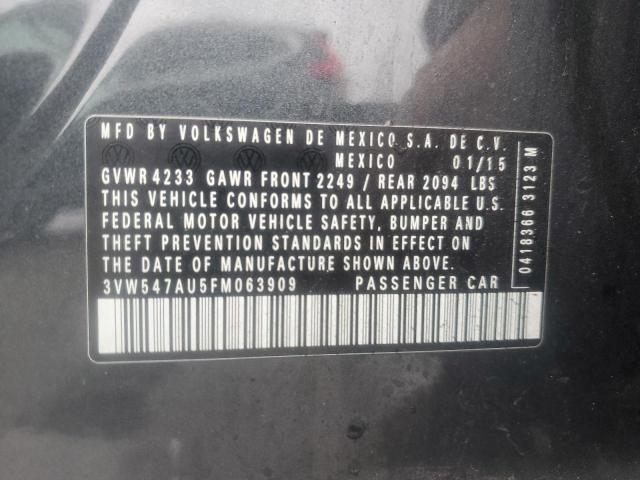 MFD BY VOLKSWAGEN DE MEXICO S.A. DE C.V.
MEXICO 01/15
GVWR 4233 GAWR FRONT 2249 / REAR 2094 LBS
THIS VEHICLE CONFORMS TO ALL APPLICABLE U.S.
FEDERAL MOTOR VEHICLE SAFETY, BUMPER AND
THEFT PREVENTION STANDARDS IN EFFECT ON
THE DATE OF MANUFACTURE SHOWN ABOVE.
3VW547AU5FM063909 PASSENGER CAR
0418366 3123 M